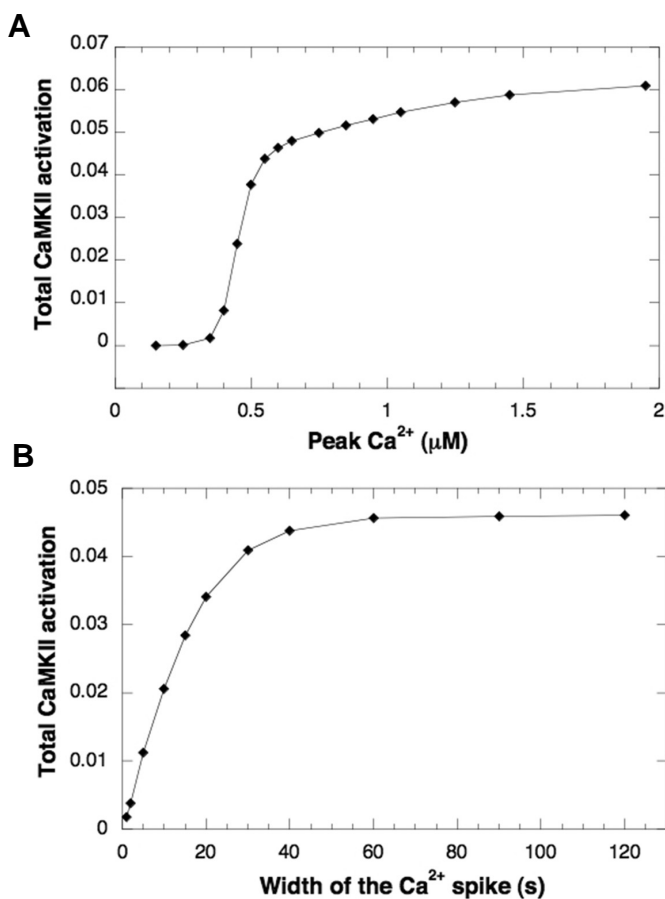 A
0.07
0.06
0.05
0.04
0.03
0.02
0.01
0
Total CaMKII activation
0 0.5 1 1.5 2
Peak Ca²⁺ (μM)
B
0.05
0.04
0.03
0.02
0.01
0
Total CaMKII activation
0 20 40 60 80 100 120
Width of the Ca²⁺ spike (s)